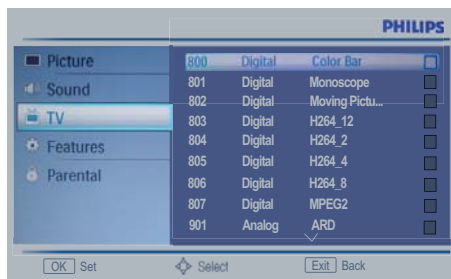 PHILIPS
Picture
Sound
TV
Features
Parental
800 Digital Color Bar
801 Digital Monoscope
802 Digital Moving Pictu...
803 Digital H264_12
804 Digital H264_2
805 Digital H264_4
806 Digital H264_8
807 Digital MPEG2
901 Analog ARD
OK Set Select Exit Back